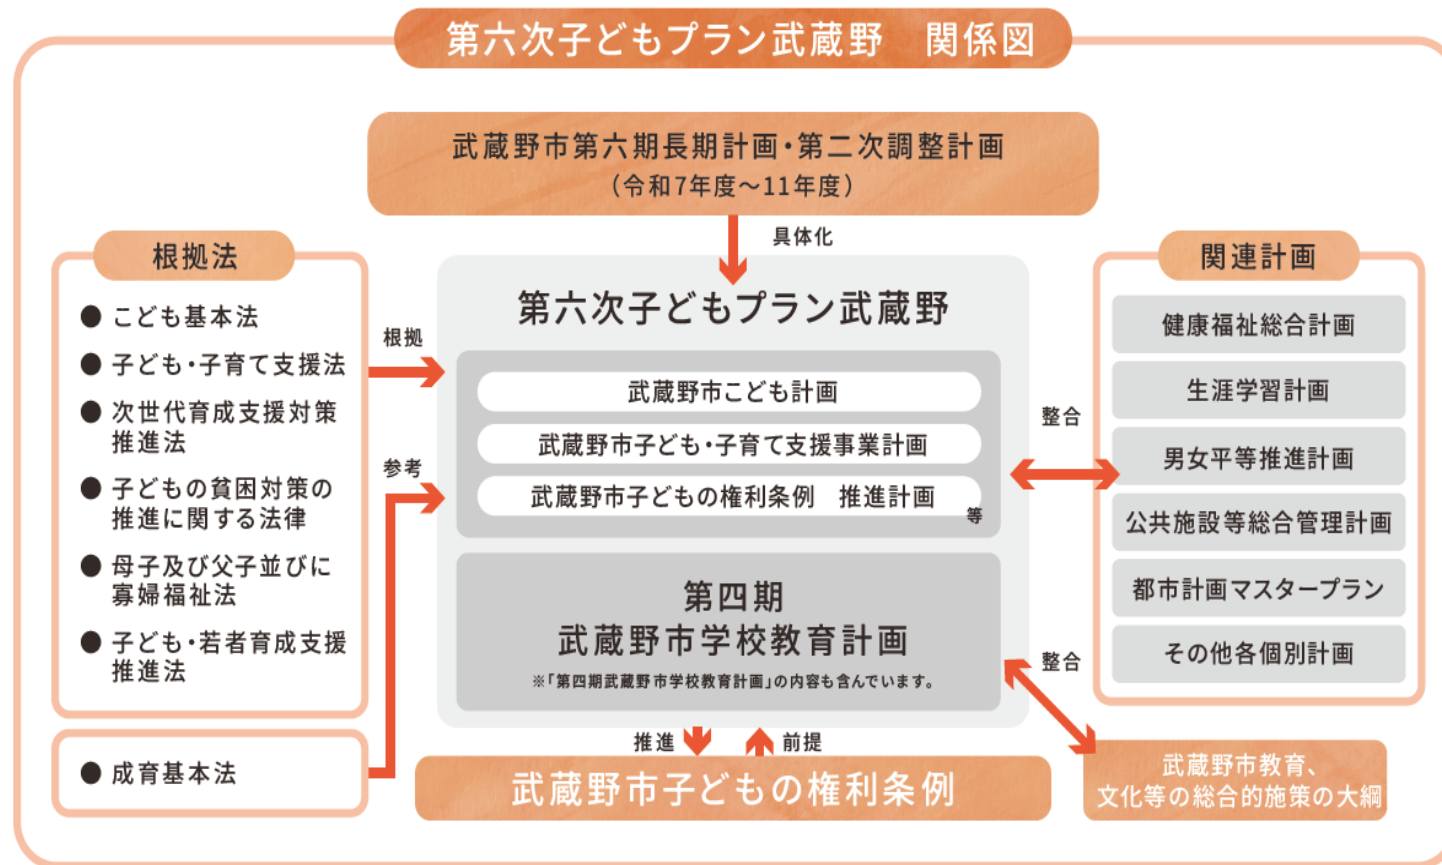 第六次子どもプラン武蔵野　関係図
武蔵野市第六期長期計画・第二次調整計画
（令和7年度～11年度）
具体化
根拠法
● こども基本法
● 子ども・子育て支援法
● 次世代育成支援対策
推進法
● 子どもの貧困対策の
推進に関する法律
● 母子及び父子並びに
寡婦福祉法
● 子ども・若者育成支援
推進法
● 成育基本法
根拠
参考
第六次子どもプラン武蔵野
武蔵野市こども計画
武蔵野市子ども・子育て支援事業計画
武蔵野市子どもの権利条例　推進計画
等
第四期
武蔵野市学校教育計画
※「第四期武蔵野市学校教育計画」の内容も含んでいます。
推進
前提
武蔵野市子どもの権利条例
整合
整合
関連計画
健康福祉総合計画
生涯学習計画
男女平等推進計画
公共施設等総合管理計画
都市計画マスタープラン
その他各個別計画
武蔵野市教育、
文化等の総合的施策の大綱